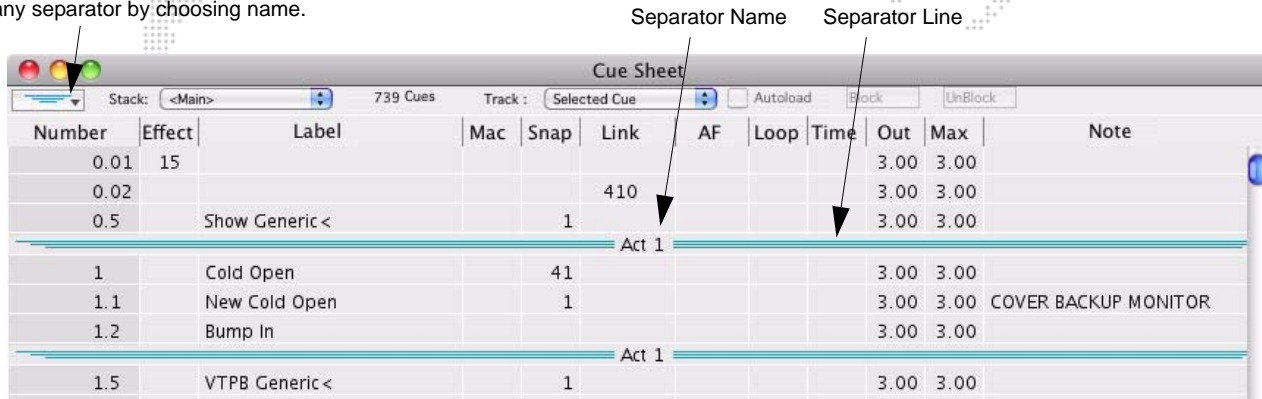 any separator by choosing name.
Separator Name Separator Line
Cue Sheet
Stack: <Main> 739 Cues Track : Selected Cue Autoload Block UnBlock
Number Effect Label Mac Snap Link AF Loop Time Out Max Note
0.01 15 3.00 3.00
0.02 410 3.00 3.00
0.5 Show Generic< 1 3.00 3.00
Act 1
1 Cold Open 41 3.00 3.00
1.1 New Cold Open 1 3.00 3.00 COVER BACKUP MONITOR
1.2 Bump In 3.00 3.00
Act 1
1.5 VTPB Generic< 1 3.00 3.00